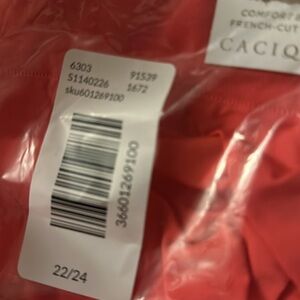 6303
51140226 91539
sku601269100 1672
36601269100
22/24
COMFORT
FRENCH-CUT
CACIQ